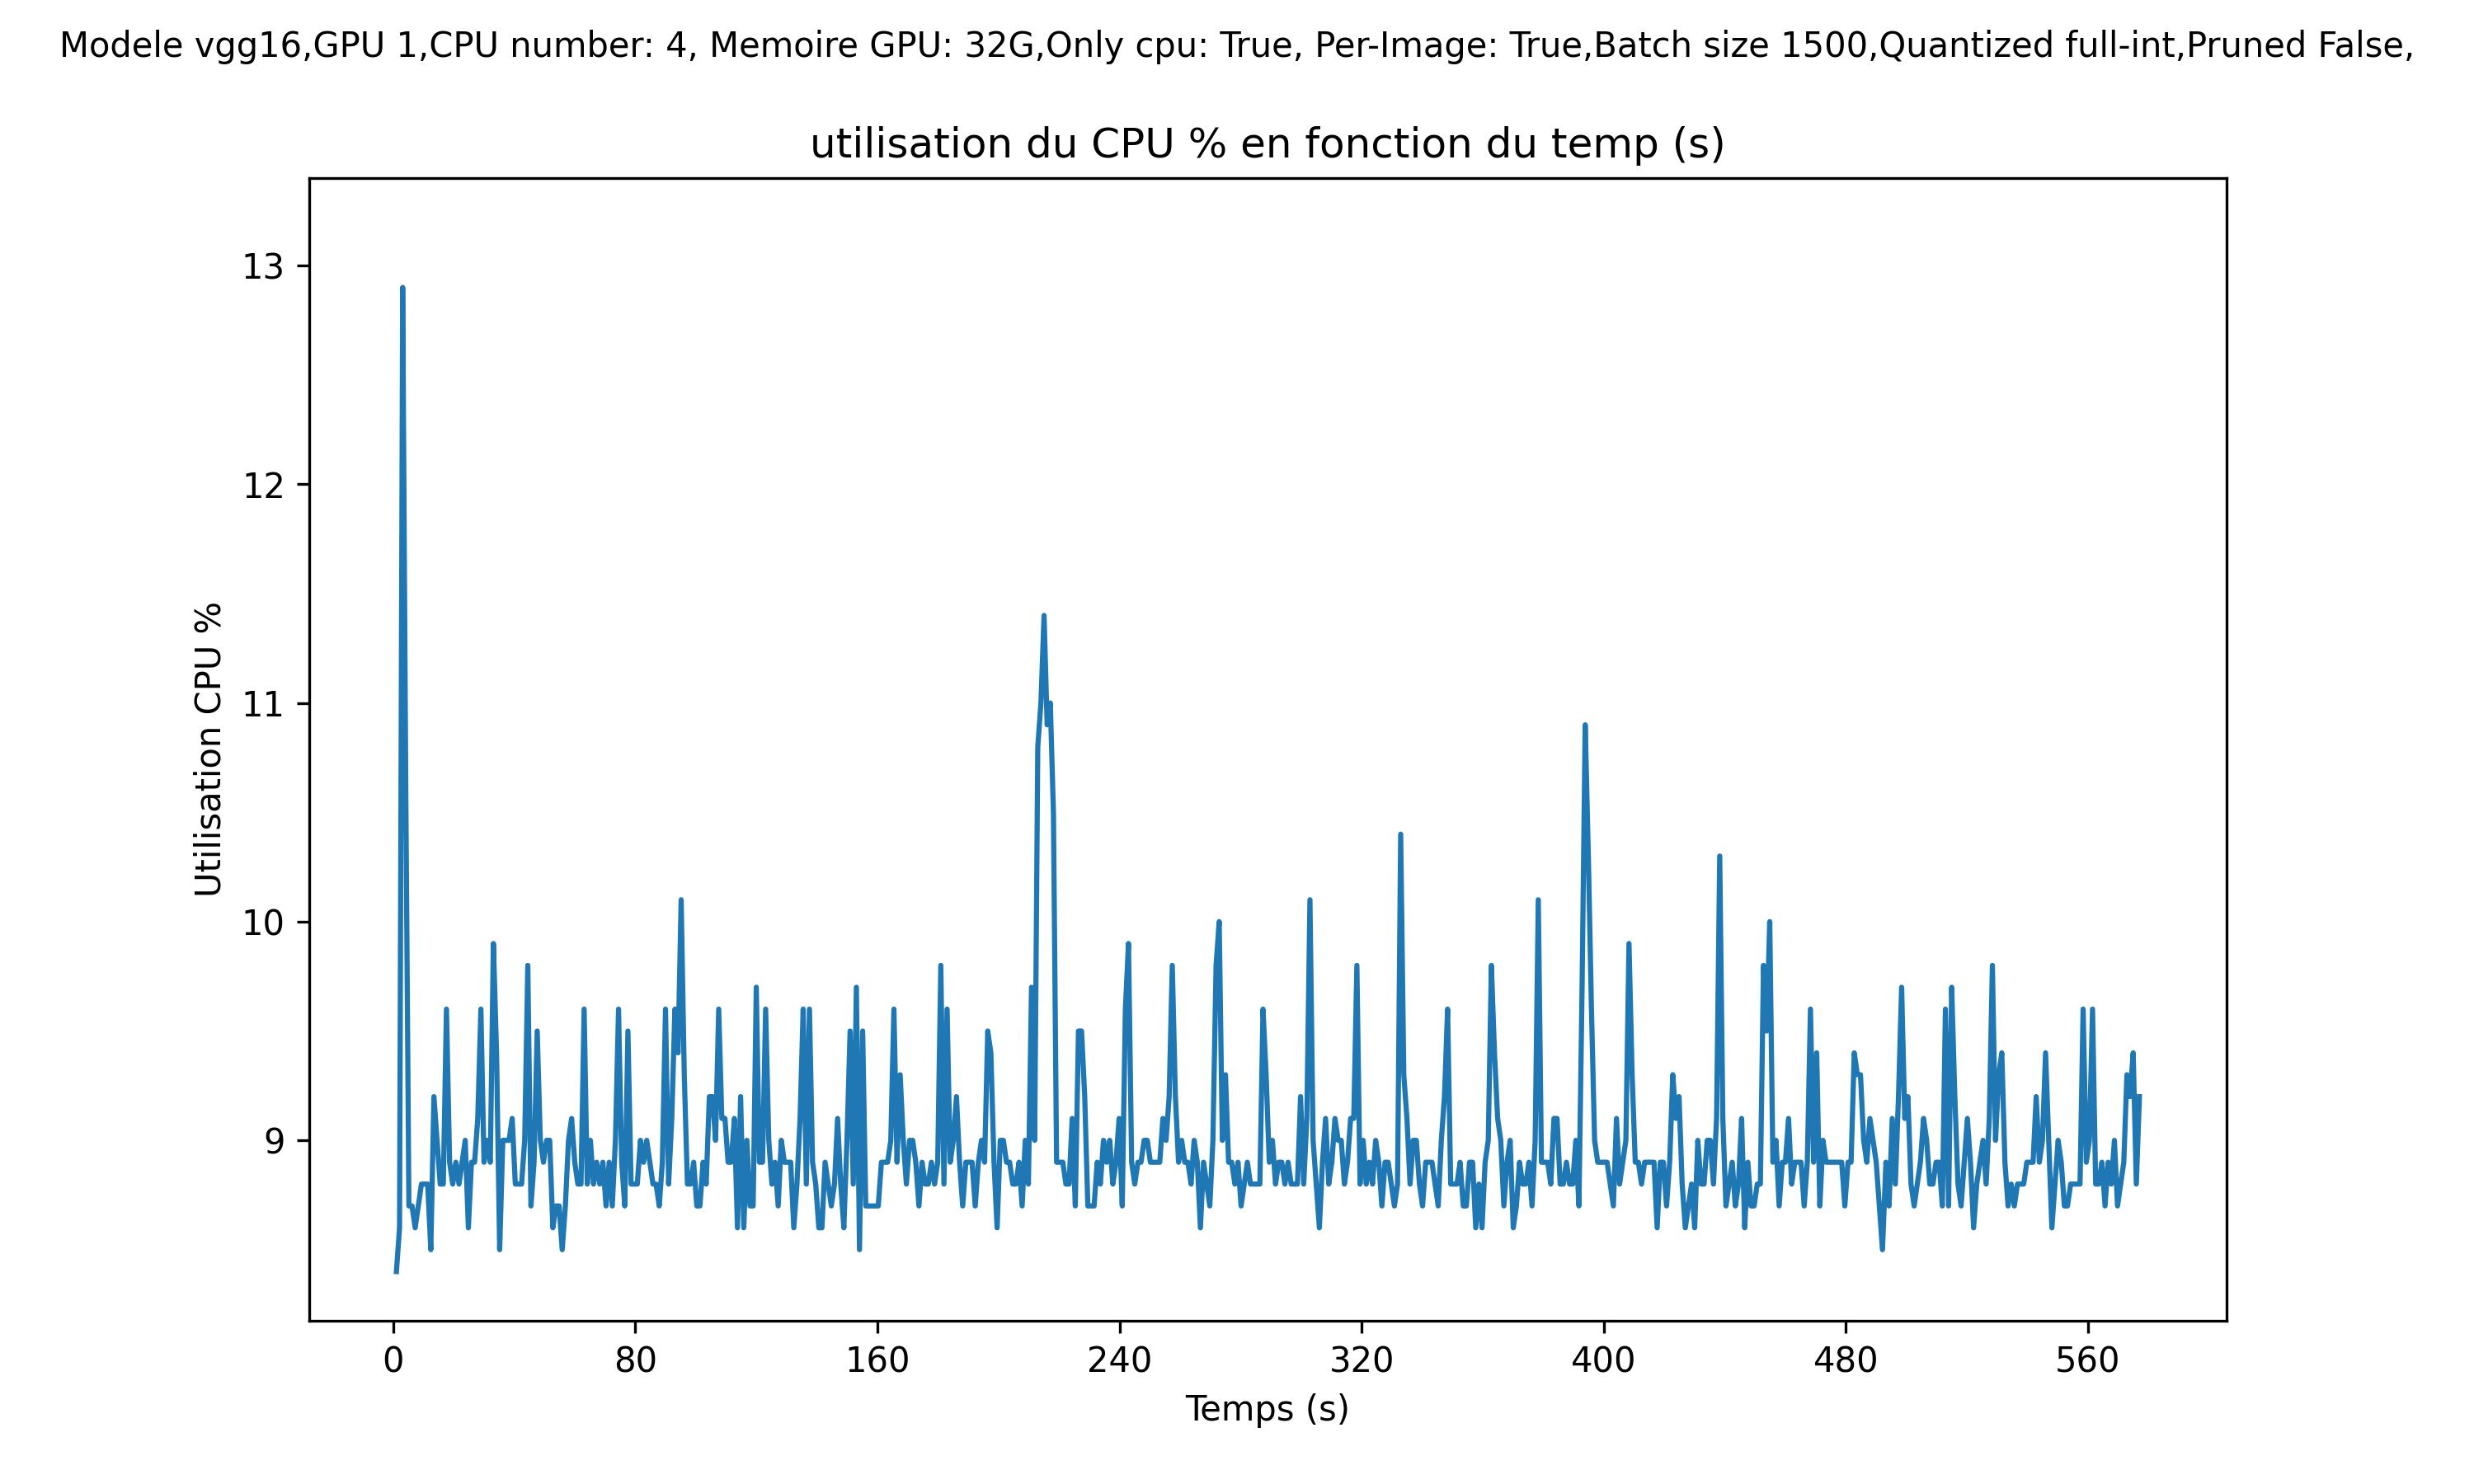 Modele vgg16,GPU 1,CPU number: 4, Memoire GPU: 32G,Only cpu: True, Per-Image: True,Batch size 1500,Quantized full-int,Pruned False,
utilisation du CPU % en fonction du temp (s)
13
12
11
10
9
Utilisation CPU %
0 80 160 240 320 400 480 560
Temps (s)